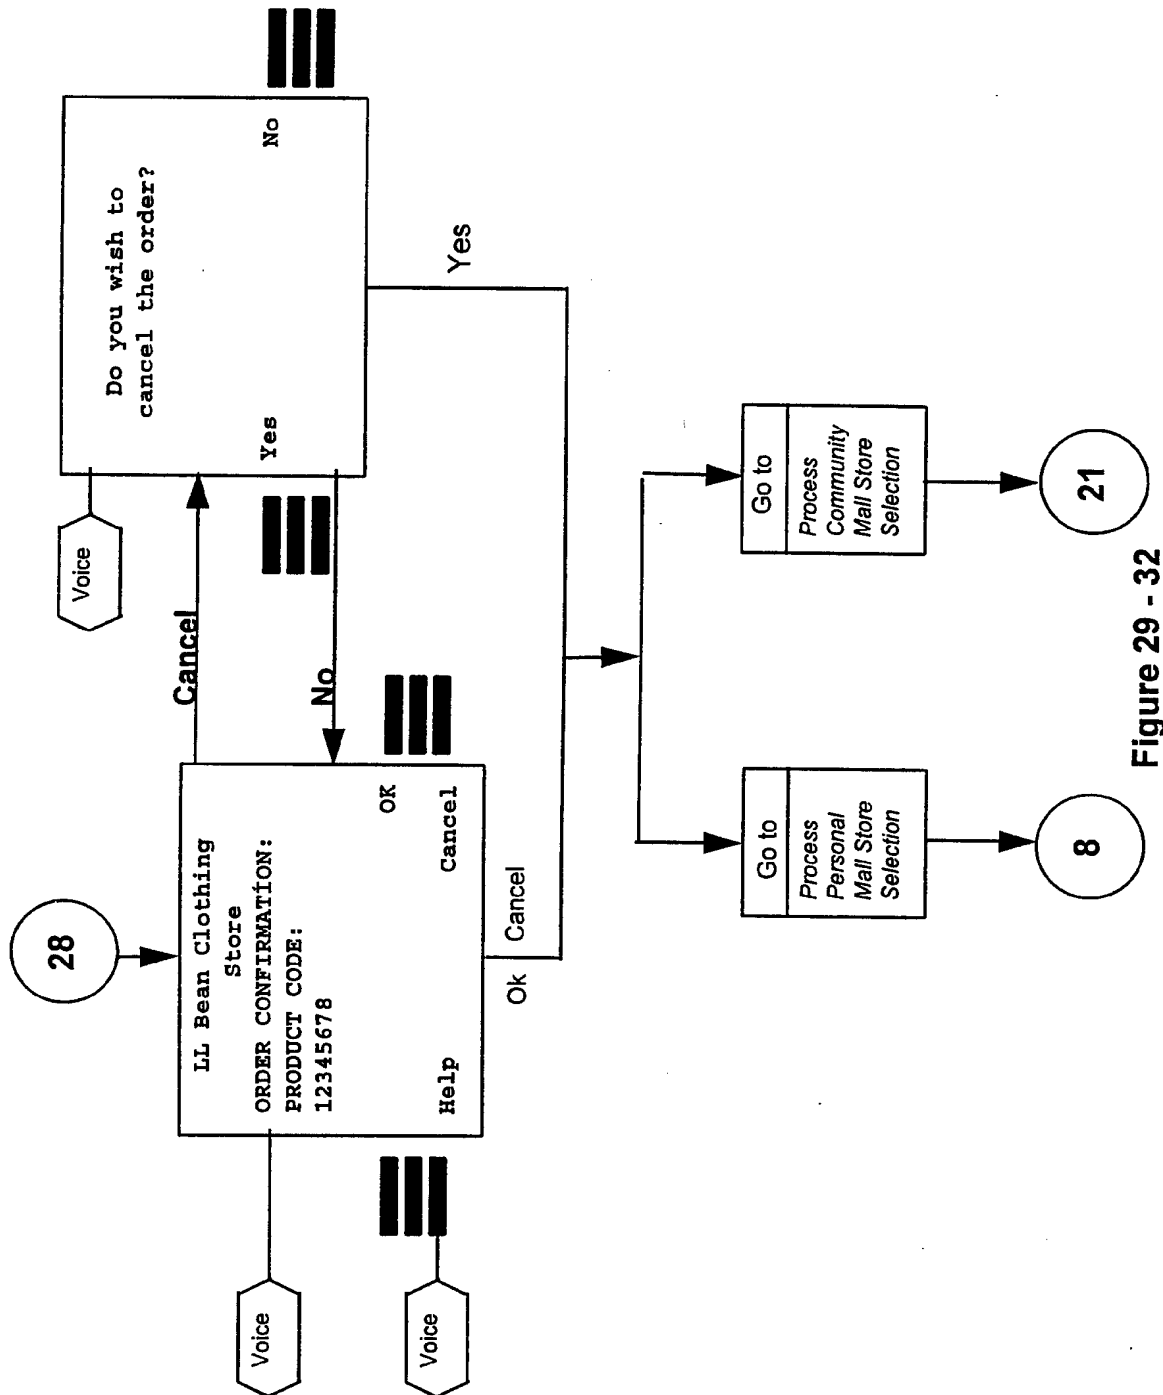 28
LL Bean Clothing
Store
ORDER CONFIRMATION:
PRODUCT CODE:
12345678
OK
Help
Cancel
Voice
Voice
Cancel
No
Voice
Do you wish to
cancel the order?
Yes
No
Ok
Cancel
Yes
Go to
Process
Personal
Mall Store
Selection
8
Go to
Process
Community
Mall Store
Selection
21
Figure 29 - 32